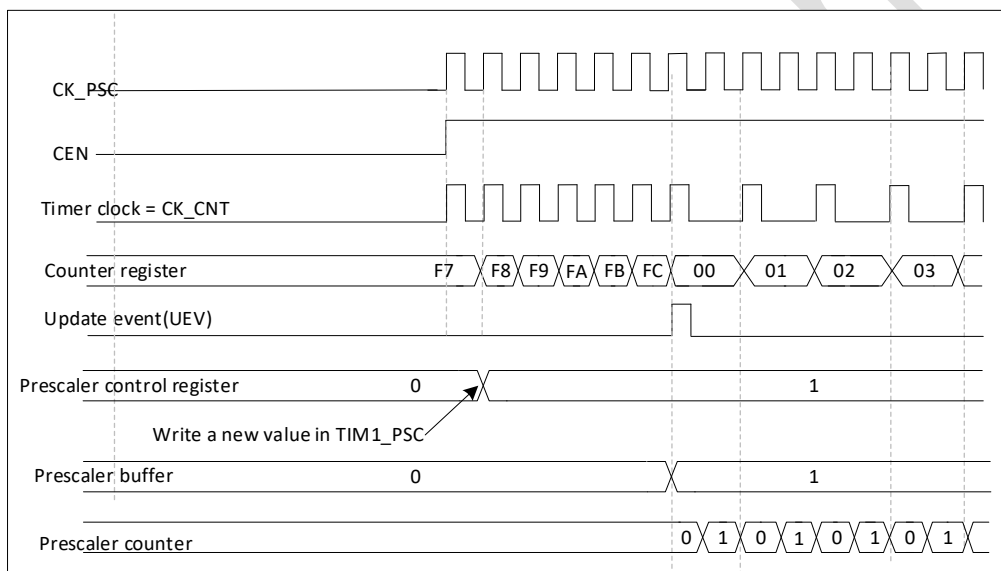 CK_PSC
CEN
Timer clock = CK_CNT
Counter register F7 F8 F9 FA FB FC 00 01 02 03
Update event(UEV)
Prescaler control register 0 1
Write a new value in TIM1_PSC
Prescaler buffer 0 1
Prescaler counter 0 1 0 1 0 1 0 1